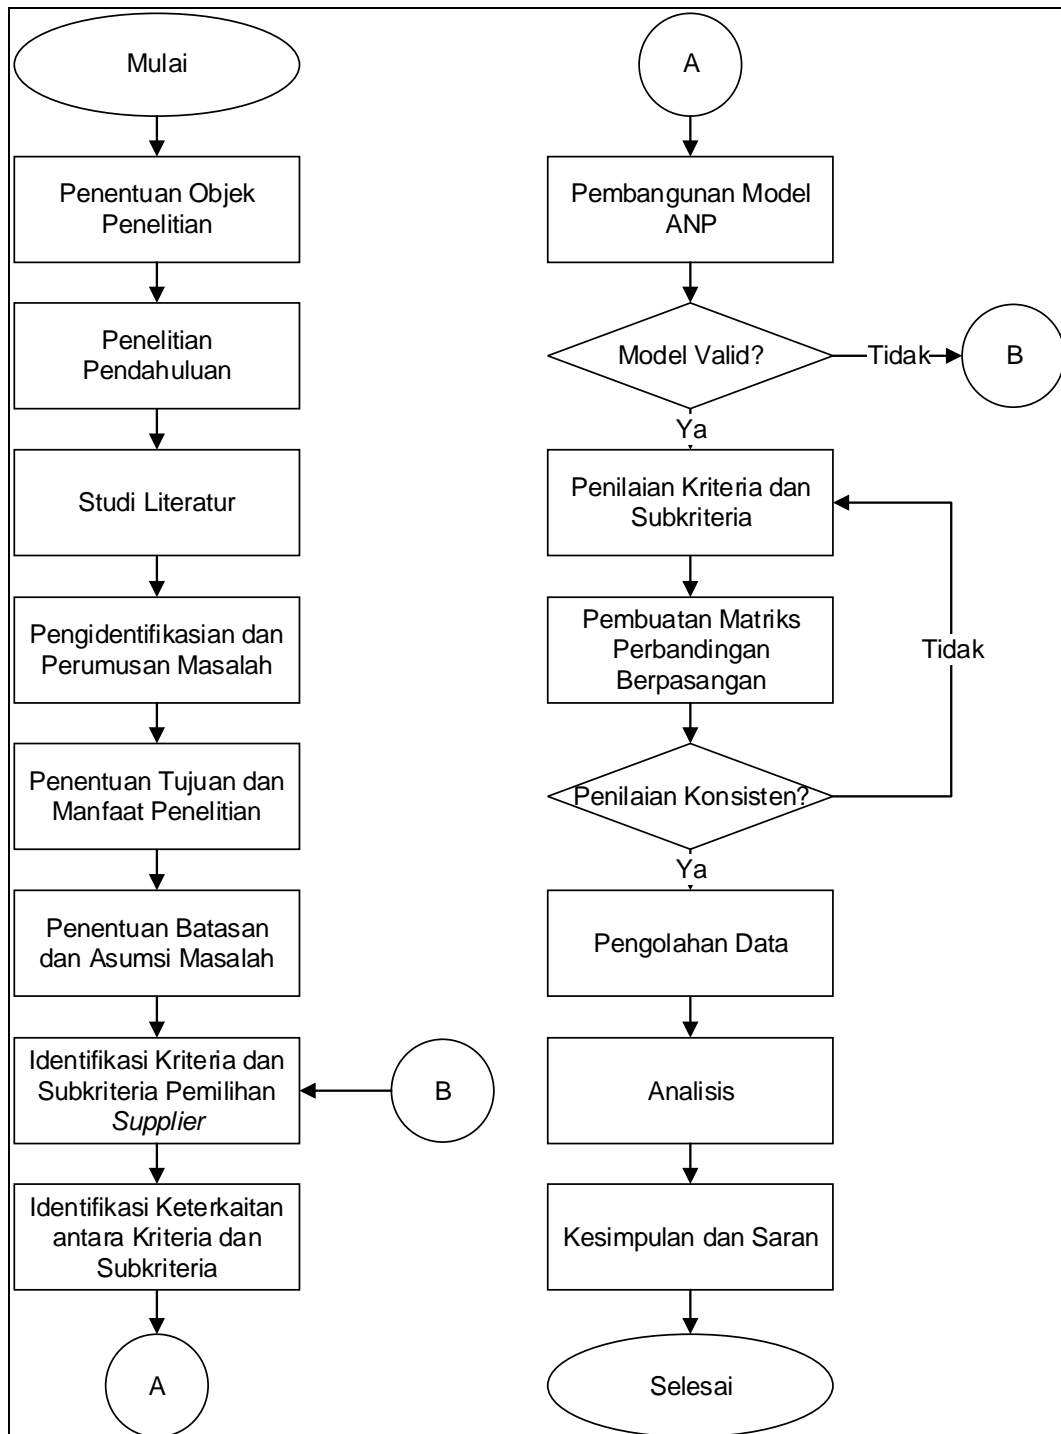 Mulai
Penentuan Objek
Penelitian
Penelitian
Pendahuluan
Studi Literatur
Pengidentifikasian dan
Perumusan Masalah
Penentuan Tujuan dan
Manfaat Penelitian
Penentuan Batasan
dan Asumsi Masalah
Identifikasi Kriteria dan
Subkriteria Pemilihan
Supplier
B
Identifikasi Keterkaitan
antara Kriteria dan
Subkriteria
A
A
Pembangunan Model
ANP
Model Valid?
Tidak
B
Ya
Penilaian Kriteria dan
Subkriteria
Pembuatan Matriks
Perbandingan
Berpasangan
Tidak
Penilaian Konsisten?
Ya
Pengolahan Data
Analisis
Kesimpulan dan Saran
Selesai